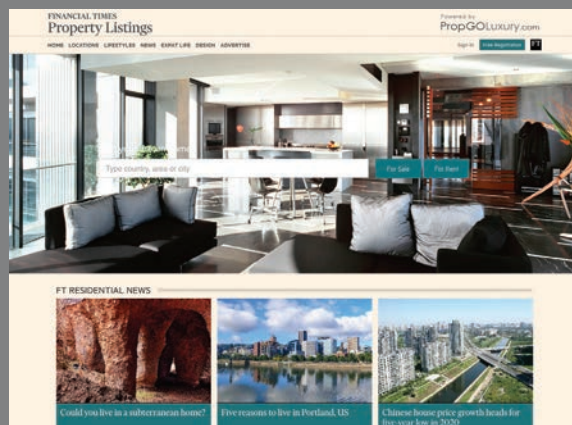 FINANCIAL TIMES
Property Listings
Powered by
PropGOLuxury.com
HOME LOCATIONS LIFESTYLES NEWS EXPAT LIFE DESIGN ADVERTISE
Sign In Free Registration FT
Type country, area or city
For Sale For Rent
FT RESIDENTIAL NEWS
Could you live in a subterranean home?
Five reasons to live in Portland, US
Chinese house price growth heads for
five-year low in 2020